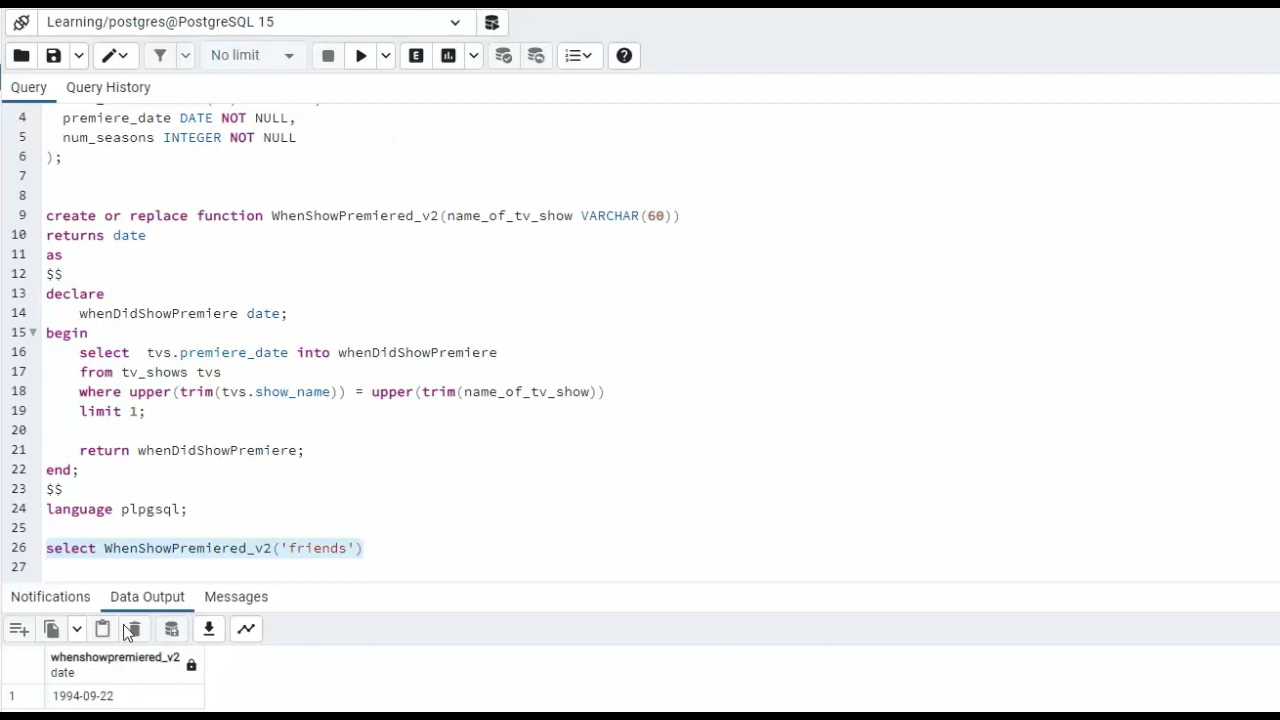 Learning/postgres@PostgreSQL 15
No limit
E
Query Query History
4 premiere_date DATE NOT NULL,
5 num_seasons INTEGER NOT NULL
6 );
7
8
9 create or replace function WhenShowPremiered_v2(name_of_tv_show VARCHAR(60))
10 returns date
11 as
12 $$
13 declare
14 whenDidShowPremiere date;
15 begin
16 select  tvs.premiere_date into whenDidShowPremiere
17 from tv_shows tvs
18 where upper(trim(tvs.show_name)) = upper(trim(name_of_tv_show))
19 limit 1;
20
21 return whenDidShowPremiere;
22 end;
23 $$
24 language plpgsql;
25
26 select WhenShowPremiered_v2('friends')
27
Notifications Data Output Messages
whenshowpremiered_v2
date
1 1994-09-22